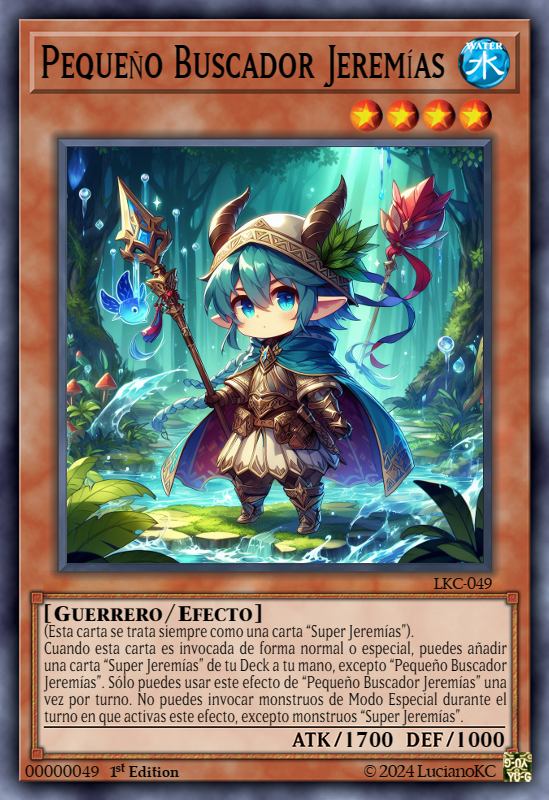 Pequeño Buscador Jeremías
WATER
水
LKC-049
[Guerrero/Efecto]
(Esta carta se trata siempre como una carta “Super Jeremías”).
Cuando esta carta es invocada de forma normal o especial, puedes añadir
una carta “Super Jeremías” de tu Deck a tu mano, excepto “Pequeño Buscador
Jeremías”. Sólo puedes usar este efecto de “Pequeño Buscador Jeremías” una
vez por turno. No puedes invocar monstruos de Modo Especial durante el
turno en que activas este efecto, excepto monstruos “Super Jeremías”.
ATK/1700 DEF/1000
00000049 1st Edition © 2024 LucianoKC
YU-G
YU-G